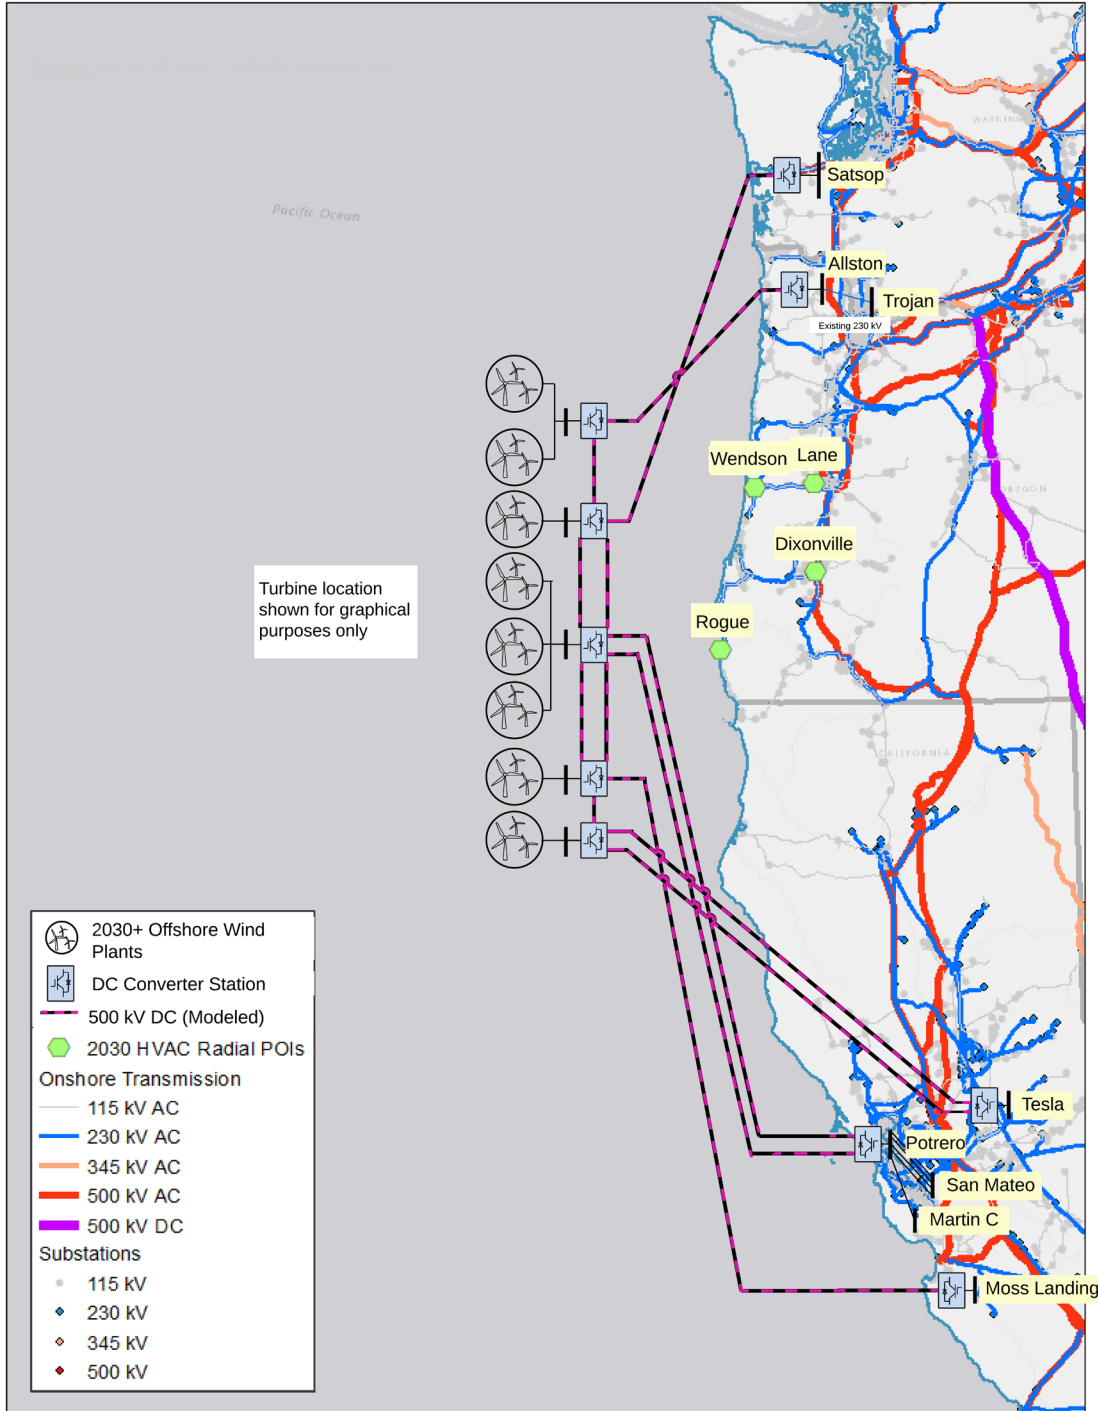 WASHING
Satsop
Pacific Ocean
Allston
Trojan
Existing 230 kV
Wendson
Lane
OREGON
Dixonville
Turbine location
shown for graphical
purposes only
Rogue
CALIFORNIA
2030+ Offshore Wind
Plants
DC Converter Station
500 kV DC (Modeled)
2030 HVAC Radial POIs
Onshore Transmission
115 kV AC
230 kV AC
345 kV AC
500 kV AC
500 kV DC
Substations
115 kV
230 kV
345 kV
500 kV
Tesla
Potrero
San Mateo
Martin C
Moss Landing